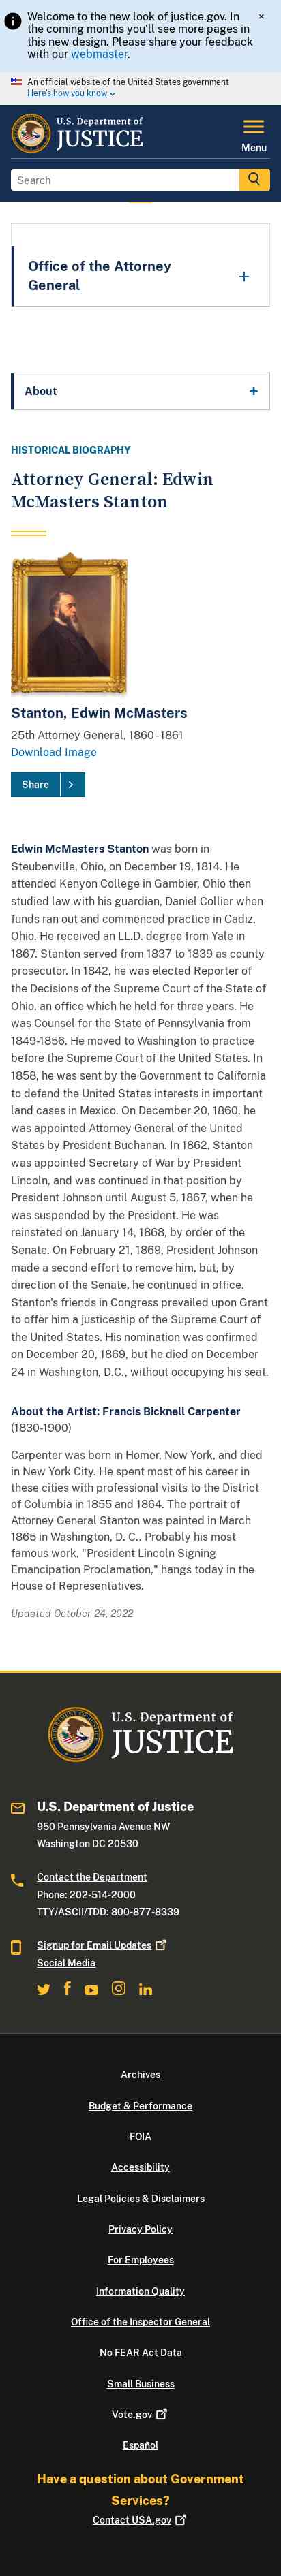 Welcome to the new look of justice.gov. In
the coming months you'll see more pages in
this new design. Please share your feedback
with our webmaster.
An official website of the United States government
Here's how you know
U.S. Department of
JUSTICE
Menu
Search
Office of the Attorney
General
About
HISTORICAL BIOGRAPHY
Attorney General: Edwin
McMasters Stanton
Stanton, Edwin McMasters
25th Attorney General, 1860 - 1861
Download Image
Share
Edwin McMasters Stanton was born in
Steubenville, Ohio, on December 19, 1814. He
attended Kenyon College in Gambier, Ohio then
studied law with his guardian, Daniel Collier when
funds ran out and commenced practice in Cadiz,
Ohio. He received an LL.D. degree from Yale in
1867. Stanton served from 1837 to 1839 as county
prosecutor. In 1842, he was elected Reporter of
the Decisions of the Supreme Court of the State of
Ohio, an office which he held for three years. He
was Counsel for the State of Pennsylvania from
1849-1856. He moved to Washington to practice
before the Supreme Court of the United States. In
1858, he was sent by the Government to California
to defend the United States interests in important
land cases in Mexico. On December 20, 1860, he
was appointed Attorney General of the United
States by President Buchanan. In 1862, Stanton
was appointed Secretary of War by President
Lincoln, and was continued in that position by
President Johnson until August 5, 1867, when he
was suspended by the President. He was
reinstated on January 14, 1868, by order of the
Senate. On February 21, 1869, President Johnson
made a second effort to remove him, but, by
direction of the Senate, he continued in office.
Stanton's friends in Congress prevailed upon Grant
to offer him a justiceship of the Supreme Court of
the United States. His nomination was confirmed
on December 20, 1869, but he died on December
24 in Washington, D.C., without occupying his seat.
About the Artist: Francis Bicknell Carpenter
(1830-1900)
Carpenter was born in Homer, New York, and died
in New York City. He spent most of his career in
these cities with professional visits to the District
of Columbia in 1855 and 1864. The portrait of
Attorney General Stanton was painted in March
1865 in Washington, D. C.. Probably his most
famous work, "President Lincoln Signing
Emancipation Proclamation," hangs today in the
House of Representatives.
Updated October 24, 2022
U.S. Department of
JUSTICE
U.S. Department of Justice
950 Pennsylvania Avenue NW
Washington DC 20530
Contact the Department
Phone: 202-514-2000
TTY/ASCII/TDD: 800-877-8339
Signup for Email Updates
Social Media
Archives
Budget & Performance
FOIA
Accessibility
Legal Policies & Disclaimers
Privacy Policy
For Employees
Information Quality
Office of the Inspector General
No FEAR Act Data
Small Business
Vote.gov
Español
Have a question about Government
Services?
Contact USA.gov